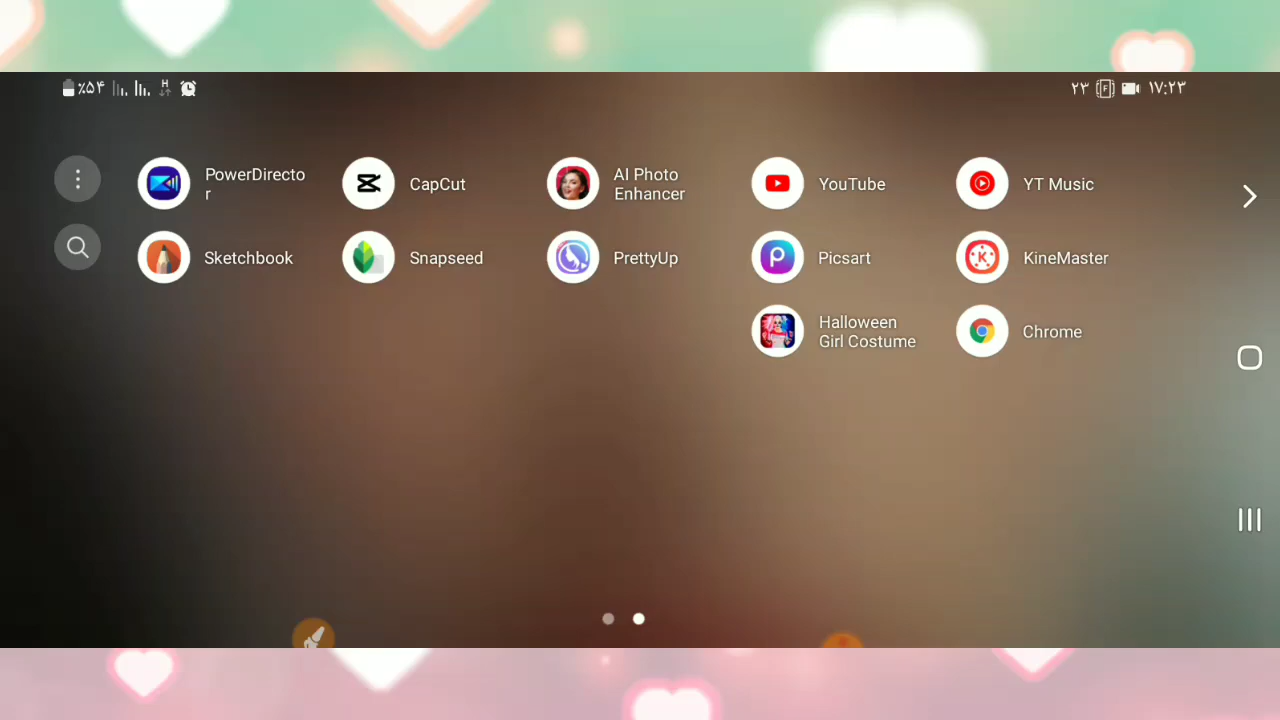 ٪۵۴ H
۲۳ F ۱۷:۲۳
PowerDirecto
r
CapCut
AI Photo
Enhancer
YouTube
YT Music
Sketchbook
Snapseed
PrettyUp
Picsart
KineMaster
Halloween
Girl Costume
Chrome